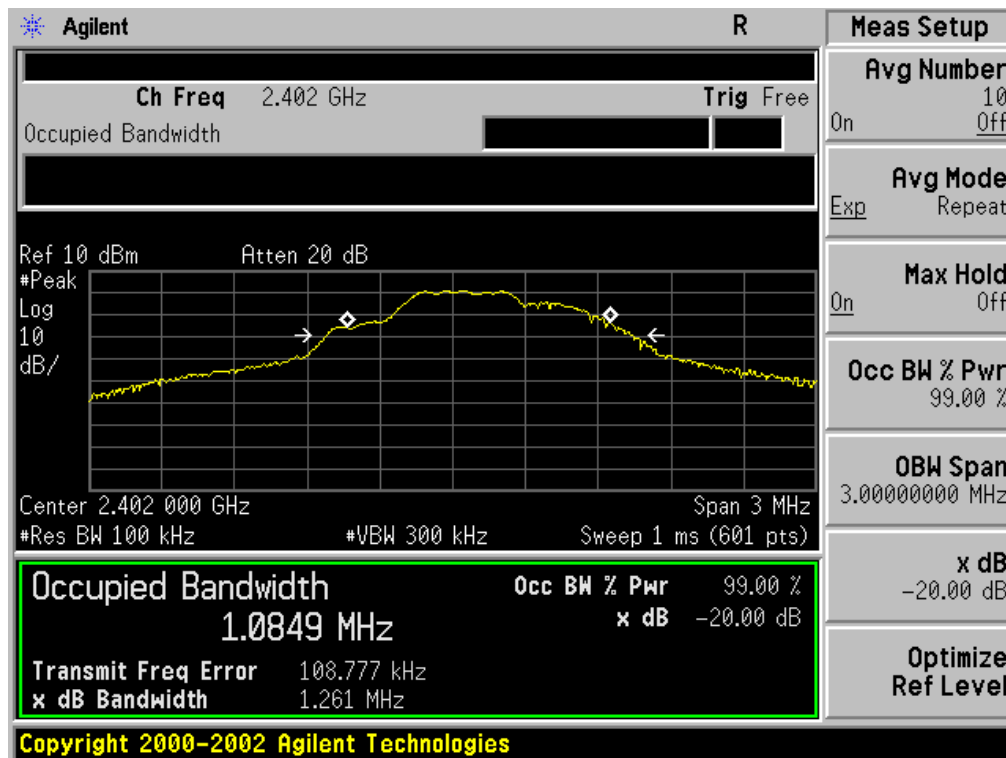 Agilent R Meas Setup
Ch Freq 2.402 GHz Trig Free
Occupied Bandwidth
Ref 10 dBm Atten 20 dB
#Peak
Log
10
dB/
Center 2.402 000 GHz Span 3 MHz
#Res BW 100 kHz #VBW 300 kHz Sweep 1 ms (601 pts)
Occupied Bandwidth
1.0849 MHz
Occ BW % Pwr 99.00 %
x dB -20.00 dB
Transmit Freq Error 108.777 kHz
x dB Bandwidth 1.261 MHz
Copyright 2000-2002 Agilent Technologies
Avg Number
10
On Off
Avg Mode
Exp Repeat
Max Hold
On Off
Occ BW % Pwr
99.00 %
OBW Span
3.00000000 MHz
x dB
-20.00 dB
Optimize
Ref Level